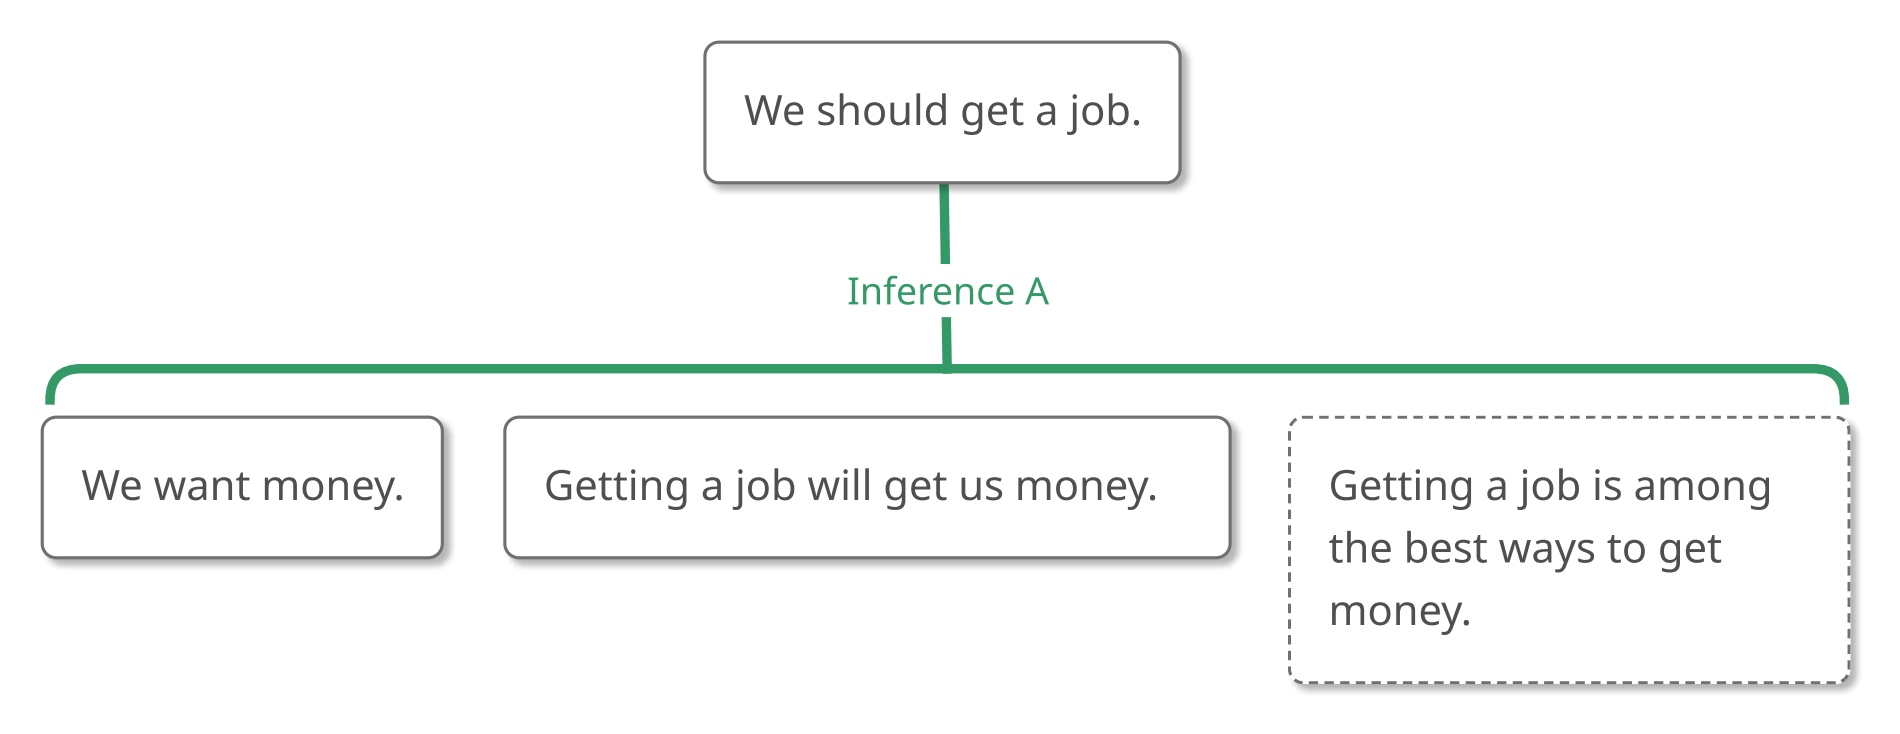 We should get a job.
Inference A
We want money.
Getting a job will get us money.
Getting a job is among
the best ways to get
money.